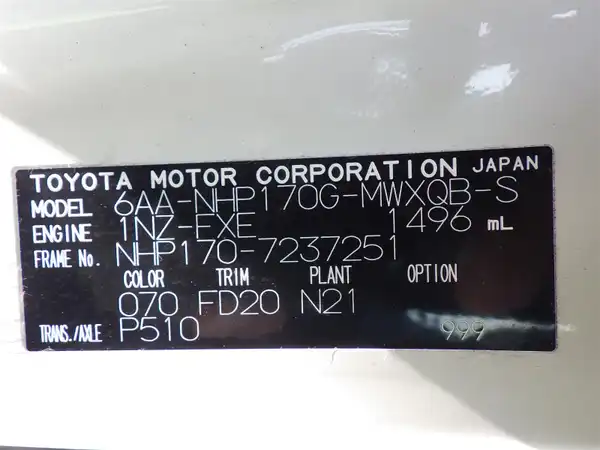 TOYOTA MOTOR CORPORATION JAPAN
MODEL 6AA-NHP170G-MWXQB-S
ENGINE 1NZ-FXE 1496 mL
FRAME No. NHP170-7237251
COLOR TRIM PLANT OPTION
070 FD20 N21
TRANS./AXLE P510 999